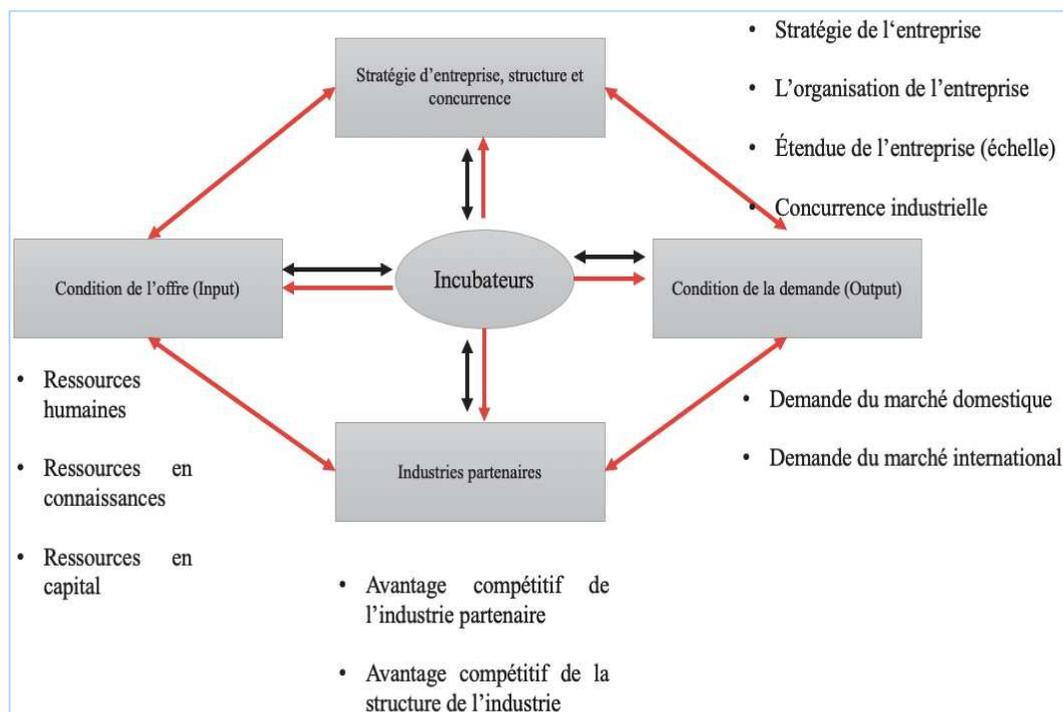 Stratégie d’entreprise, structure et
concurrence
• Stratégie de l‘entreprise
• L’organisation de l’entreprise
• Étendue de l’entreprise (échelle)
• Concurrence industrielle
Condition de l’offre (Input)
Incubateurs
Condition de la demande (Output)
• Ressources
humaines
• Ressources en
connaissances
• Ressources en
capital
Industries partenaires
• Demande du marché domestique
• Demande du marché international
• Avantage compétitif de
l’industrie partenaire
• Avantage compétitif de la
structure de l’industrie